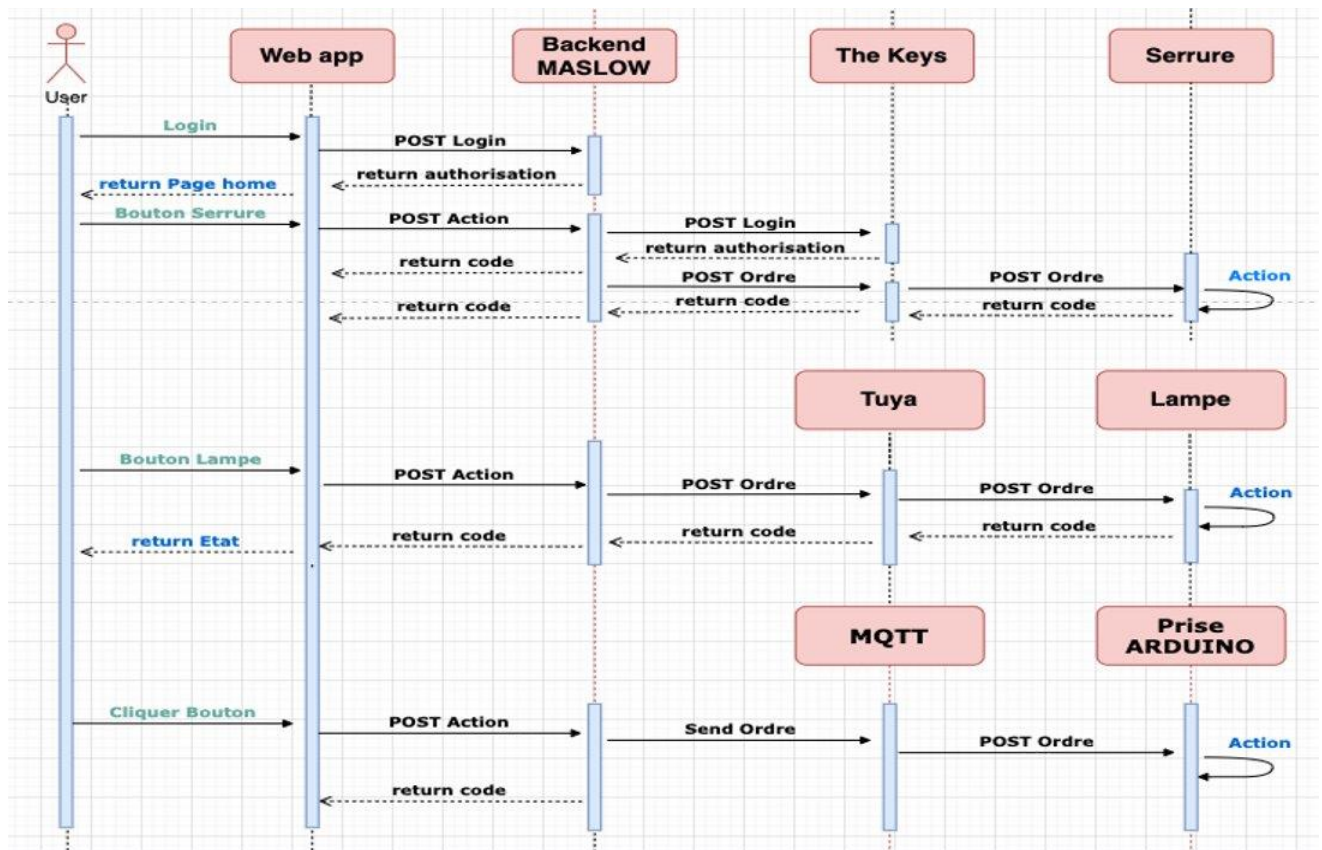 Web app
Backend
MASLOW
The Keys
Serrure
User
Login
POST Login
return authorisation
return Page home
Bouton Serrure
POST Action
POST Login
return authorisation
return code
POST Ordre
POST Ordre
Action
return code
return code
return code
Tuya
Lampe
Bouton Lampe
POST Action
POST Ordre
POST Ordre
Action
return Etat
return code
return code
return code
MQTT
Prise
ARDUINO
Cliquer Bouton
POST Action
Send Ordre
POST Ordre
Action
return code